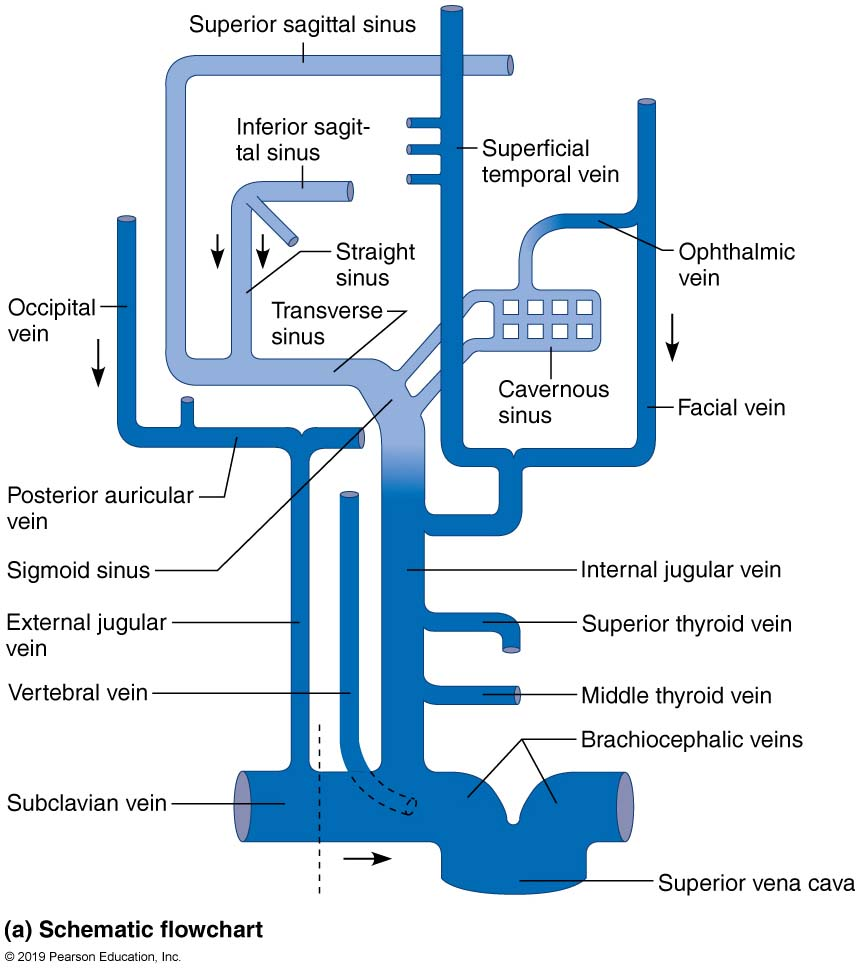 Superior sagittal sinus
Inferior sagit-
tal sinus
Superficial
temporal vein
Straight
sinus
Ophthalmic
vein
Occipital
vein
Transverse
sinus
Cavernous
sinus
Facial vein
Posterior auricular
vein
Sigmoid sinus
Internal jugular vein
External jugular
vein
Superior thyroid vein
Vertebral vein
Middle thyroid vein
Brachiocephalic veins
Subclavian vein
Superior vena cava
(a) Schematic flowchart
© 2019 Pearson Education, Inc.